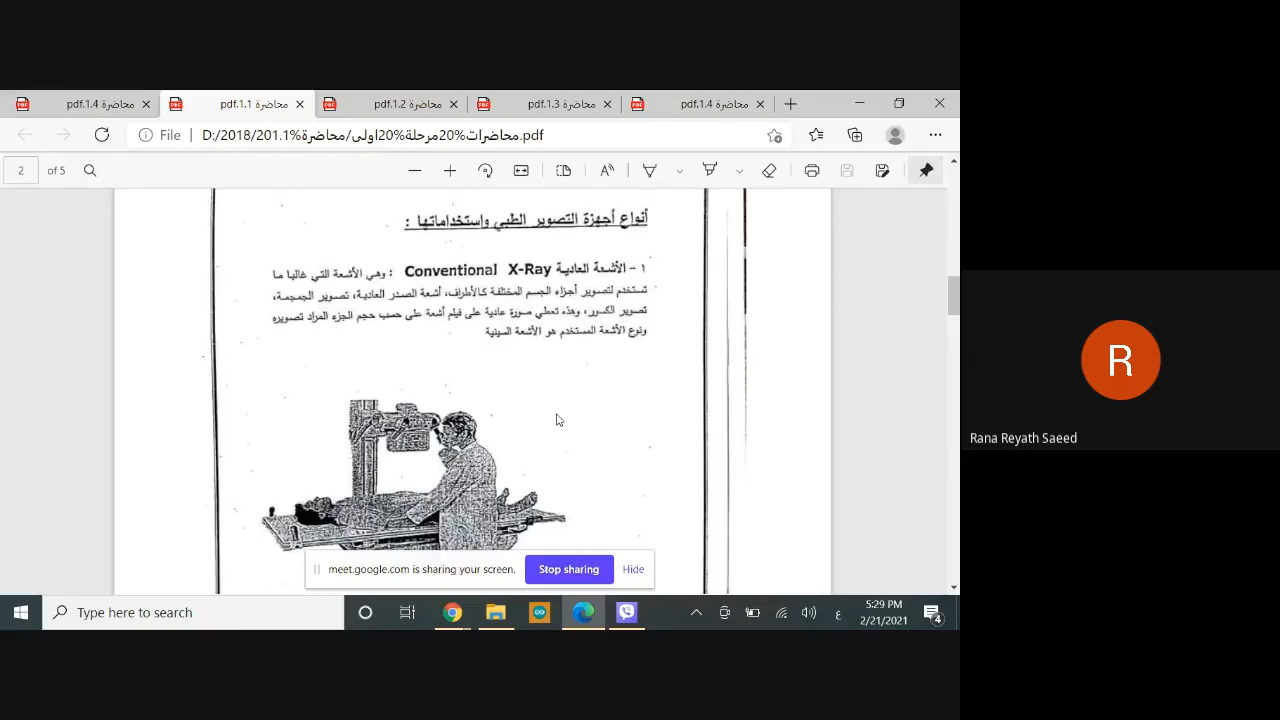 محاضرة 1.4.pdf
محاضرة 1.1.pdf
محاضرة 1.2.pdf
محاضرة 1.3.pdf
محاضرة 1.4.pdf
File
D:/2018/201.1%محاضرات%20مرحلة%20اولى/محاضرة.pdf
2 of 5
أنواع أجهزة التصوير الطبي واستخداماتها :
١ – الأشعة العادية Conventional X-Ray : وهي الأشعة التي غالبا ما
تستخدم لتصوير أجزاء الجسم المختلفة كالأطراف، أشعة الصدر العادية، تصوير الجمجمة،
تصوير الكسور، وهذه تعطي صورة عادية على فيلم أشعة على حسب حجم الجزء المراد تصويره
ونوع الأشعة المستخدم هو الأشعة السينية
R
Rana Reyath Saeed
meet.google.com is sharing your screen.
Stop sharing
Hide
Type here to search
ع
5:29 PM
2/21/2021
4